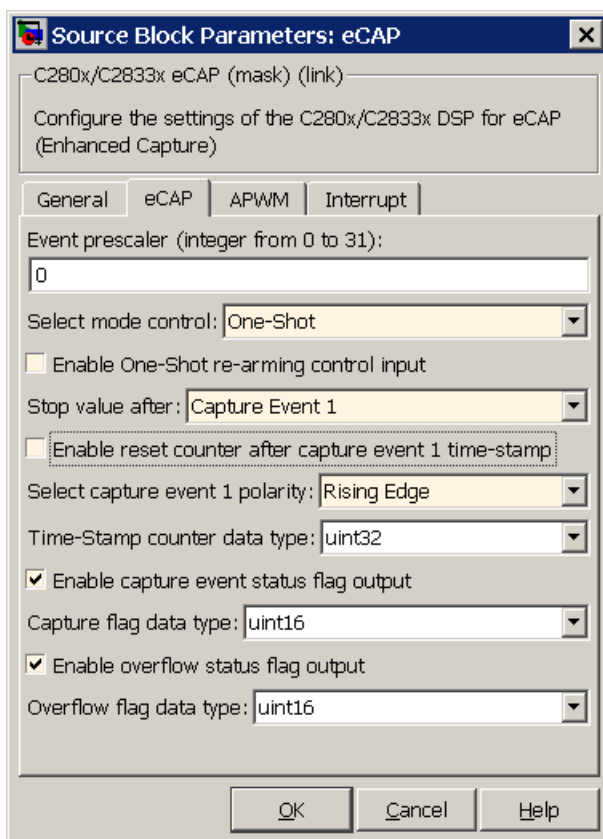 Source Block Parameters: eCAP
C280x/C2833x eCAP (mask) (link)
Configure the settings of the C280x/C2833x DSP for eCAP
(Enhanced Capture)
General eCAP APWM Interrupt
Event prescaler (integer from 0 to 31):
0
Select mode control: One-Shot
Enable One-Shot re-arming control input
Stop value after: Capture Event 1
Enable reset counter after capture event 1 time-stamp
Select capture event 1 polarity: Rising Edge
Time-Stamp counter data type: uint32
Enable capture event status flag output
Capture flag data type: uint16
Enable overflow status flag output
Overflow flag data type: uint16
OK Cancel Help